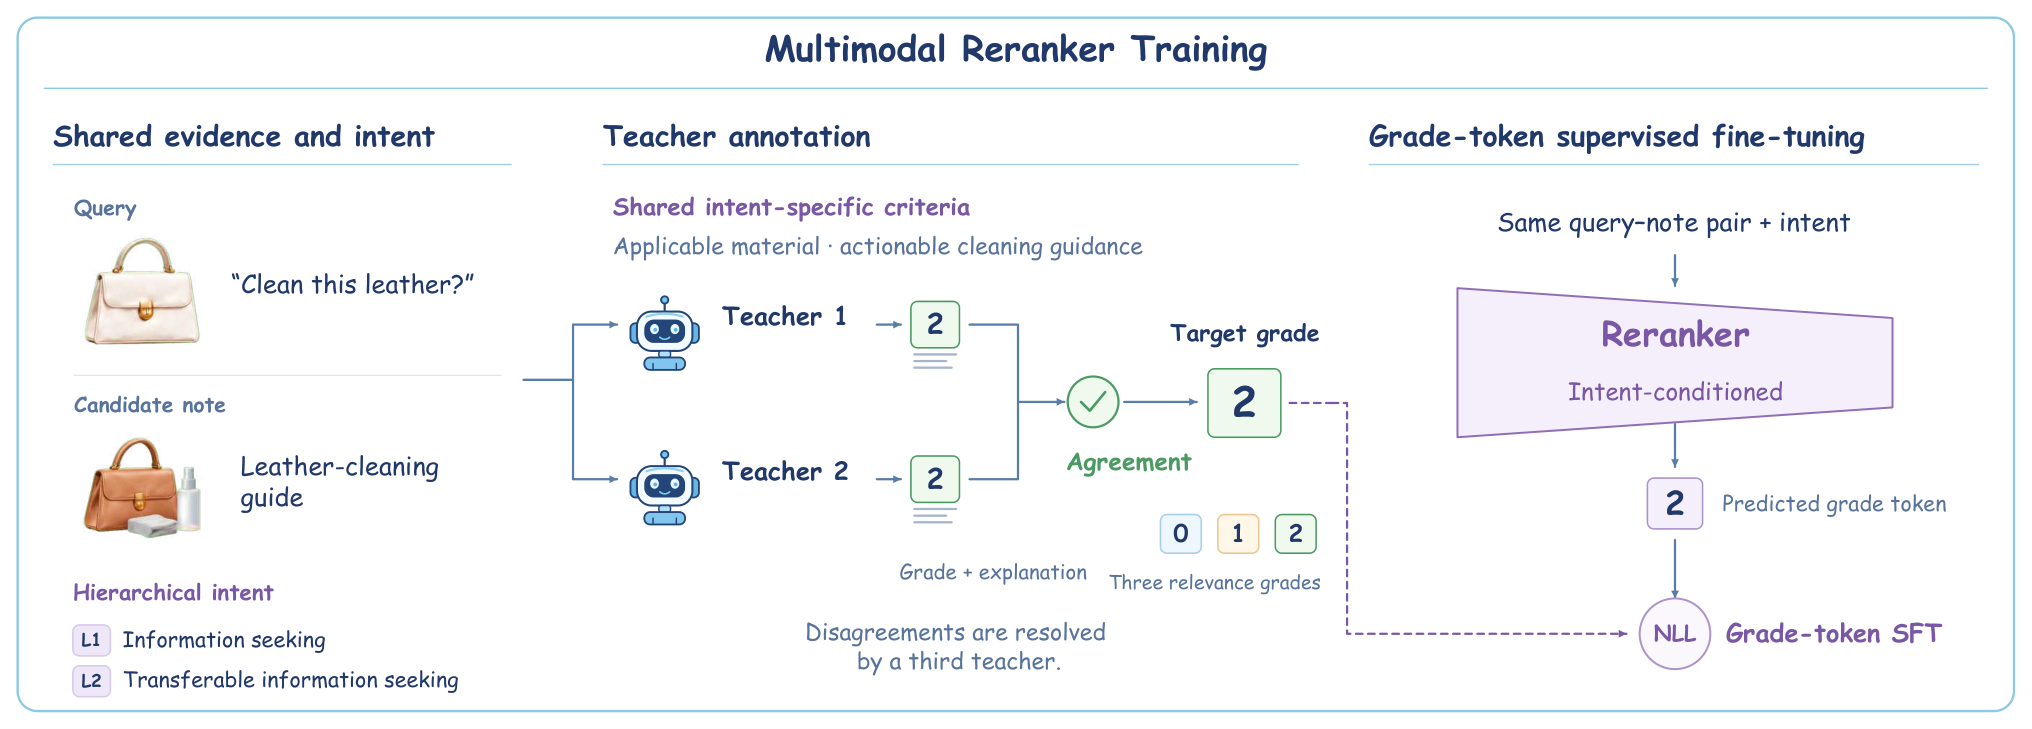 Multimodal Reranker Training
Shared evidence and intent
Query
“Clean this leather?”
Candidate note
Leather-cleaning
guide
Hierarchical intent
L1 Information seeking
L2 Transferable information seeking
Teacher annotation
Shared intent-specific criteria
Applicable material · actionable cleaning guidance
Teacher 1
2
Teacher 2
2
Grade + explanation
Agreement
Target grade
2
0 1 2
Three relevance grades
Disagreements are resolved
by a third teacher.
Grade-token supervised fine-tuning
Same query–note pair + intent
Reranker
Intent-conditioned
2 Predicted grade token
NLL Grade-token SFT